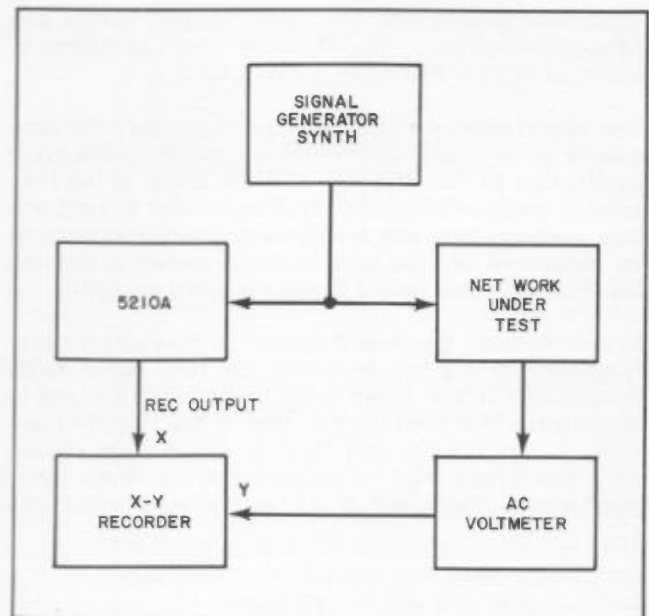 SIGNAL
GENERATOR
SYNTH
5210A
NET WORK
UNDER
TEST
REC OUTPUT
X
Y
X-Y
RECORDER
AC
VOLTMETER